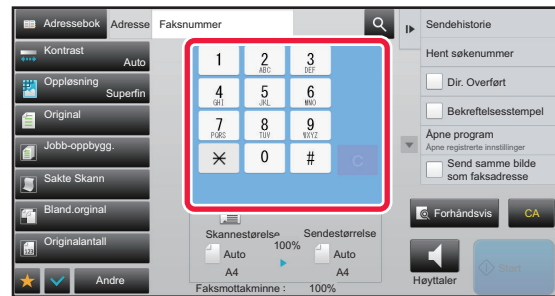 Adressebok
Adresse
Faksnummer
Kontrast
Auto
Oppløsning
Superfin
Original
Jobb-oppbygg.
Sakte Skann
Bland.orginal
Originalantall
Andre
1
2
ABC
3
DEF
4
GHI
5
JKL
6
MNO
7
PQRS
8
TUV
9
WXYZ
0
#
C
Skannestørelse
100%
Sendestørrelse
Auto
A4
Auto
A4
Faksmottakminne :
100%
Sendehistorie
Hent søkenummer
Dir. Overført
Bekreftelsesstempel
Åpne program
Åpne registrerte innstillinger
Send samme bilde
som faksadresse
Forhåndsvis
CA
Høyttaler
Start